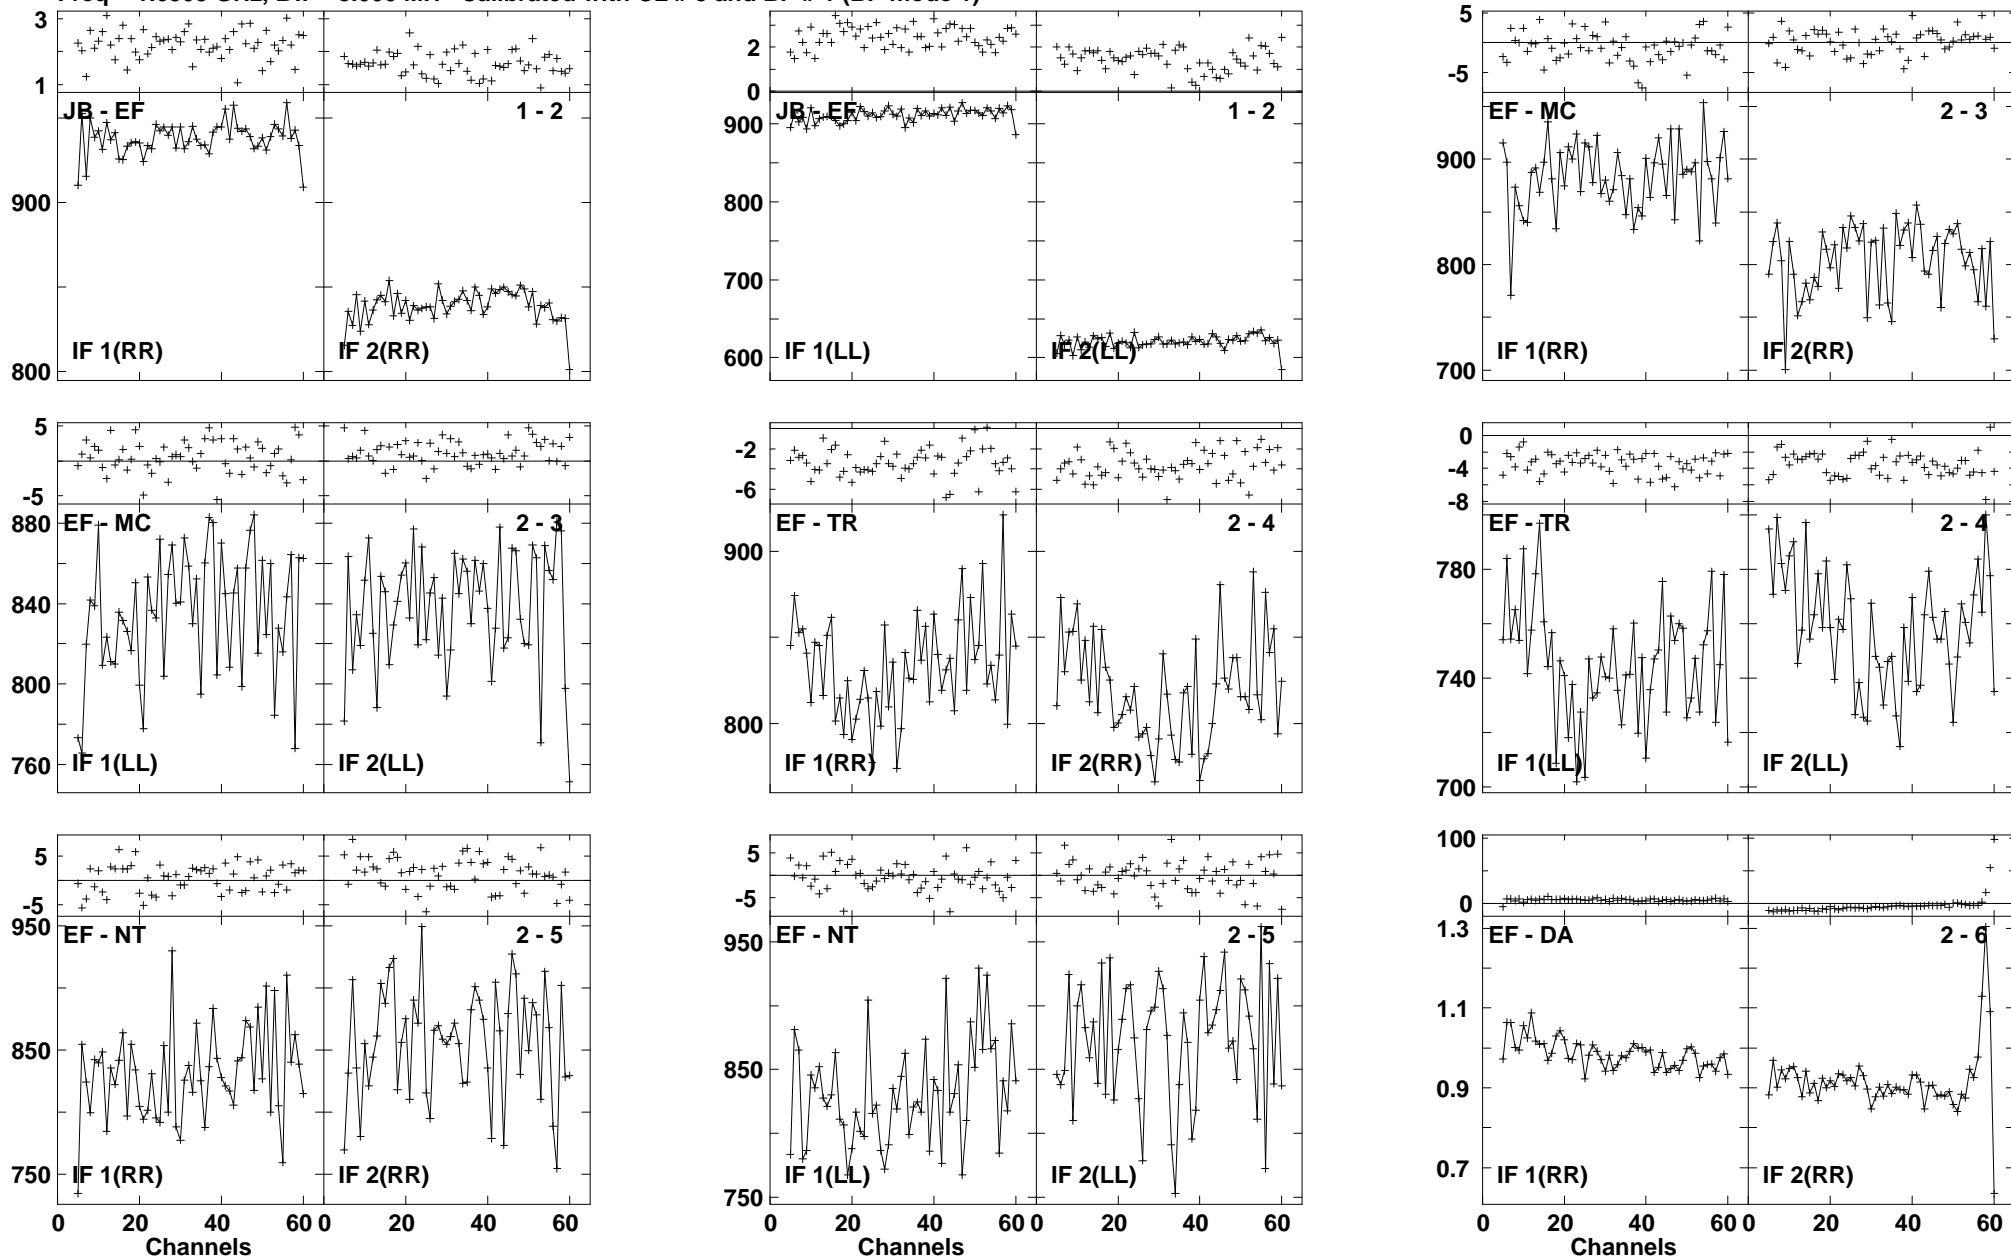 3
1
JB - EF
1 - 2
900
800
IF 1(RR)
IF 2(RR)
2
0
900
800
700
600
JB - EF
1 - 2
IF 1(LL)
IF 2(LL)
5
-5
EF - MC
2 - 3
900
800
700
IF 1(RR)
IF 2(RR)
5
-5
880
840
800
760
EF - MC
2 - 3
IF 1(LL)
IF 2(LL)
-2
-6
900
800
EF - TR
2 - 4
IF 1(RR)
IF 2(RR)
0
-4
-8
780
740
700
EF - TR
2 - 4
IF 1(LL)
IF 2(LL)
5
-5
950
850
750
EF - NT
2 - 5
IF 1(RR)
IF 2(RR)
0 20 40 60 0 20 40 60
Channels
5
-5
950
850
750
EF - NT
2 - 5
IF 1(LL)
IF 2(LL)
0 20 40 60 0 20 40 60
Channels
100
0
1.3
1.1
0.9
0.7
EF - DA
2 - 6
IF 1(RR)
IF 2(RR)
0 20 40 60 0 20 40 60
Channels